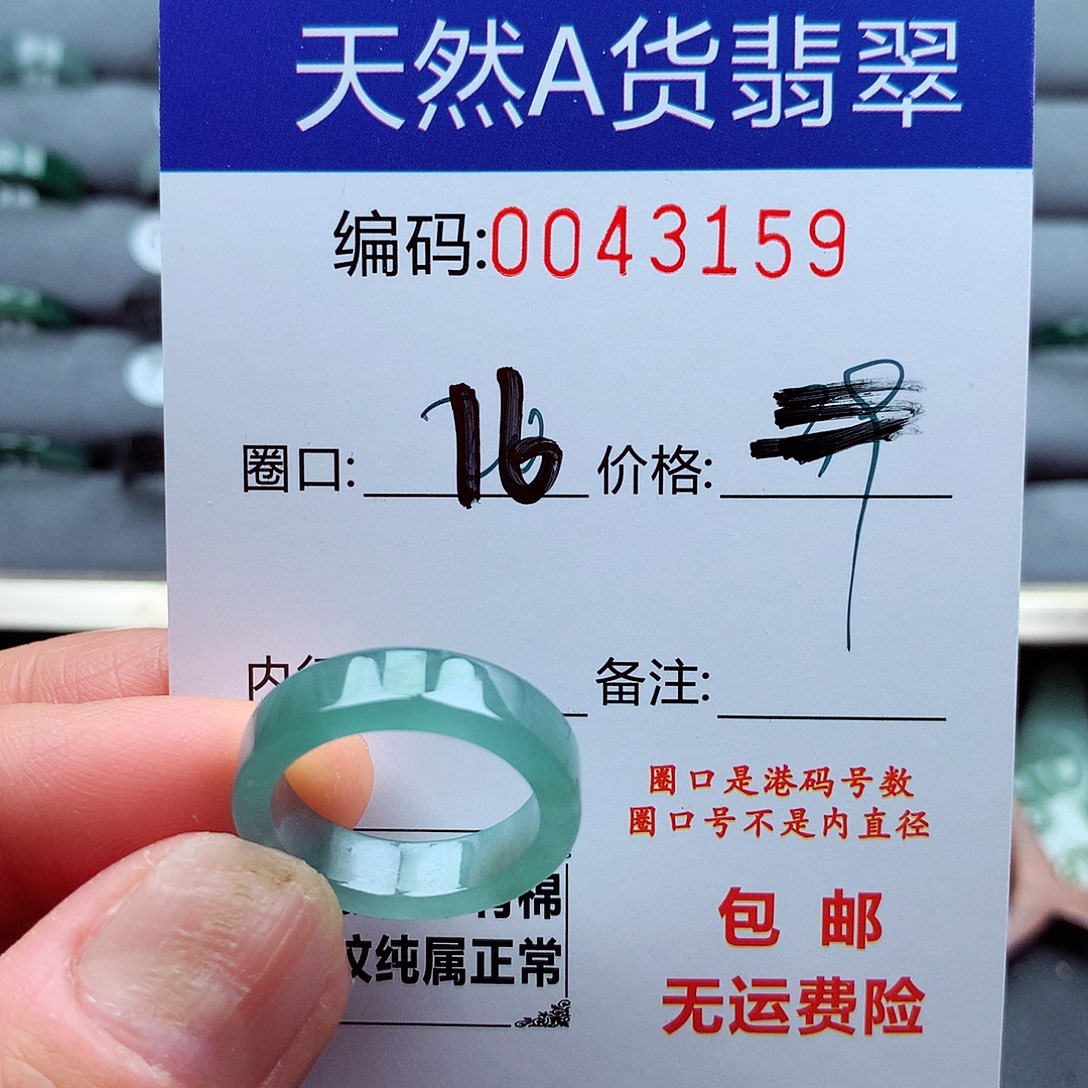 天然A货翡翠
编码:0043159
圈口: 16 价格:
内 备注:
圈口是港码号数
圈口号不是内直径
棉
纹纯属正常
包 邮
无运费险